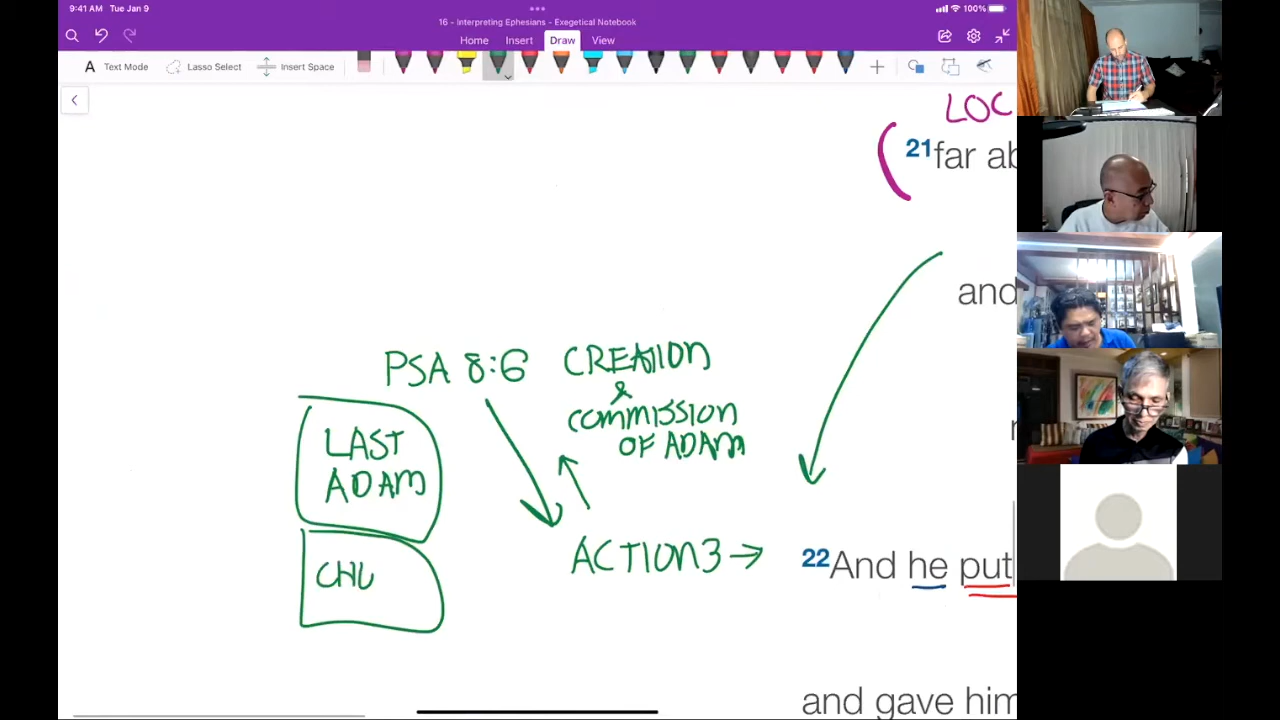 9:41 AM Tue Jan 9
100%
16 - Interpreting Ephesians - Exegetical Notebook
Home Insert Draw View
A Text Mode Lasso Select Insert Space
LOC
21far ab
and
PSA 8:6 CREATION
&
COMMISSION
OF ADAM
LAST
ADAM
ACTION3 →
CHU
22And he put
and gave him